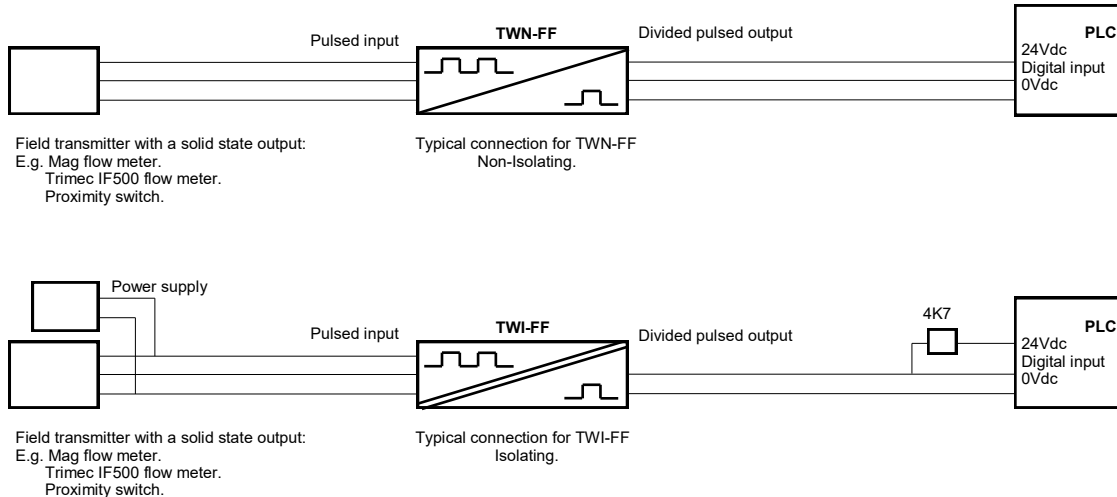 Pulsed input
TWN-FF
Divided pulsed output
PLC
24Vdc
Digital input
0Vdc
Field transmitter with a solid state output:
E.g. Mag flow meter.
Trimec IF500 flow meter.
Proximity switch.
Typical connection for TWN-FF
Non-Isolating.
Power supply
Pulsed input
TWI-FF
Divided pulsed output
4K7
PLC
24Vdc
Digital input
0Vdc
Field transmitter with a solid state output:
E.g. Mag flow meter.
Trimec IF500 flow meter.
Proximity switch.
Typical connection for TWI-FF
Isolating.